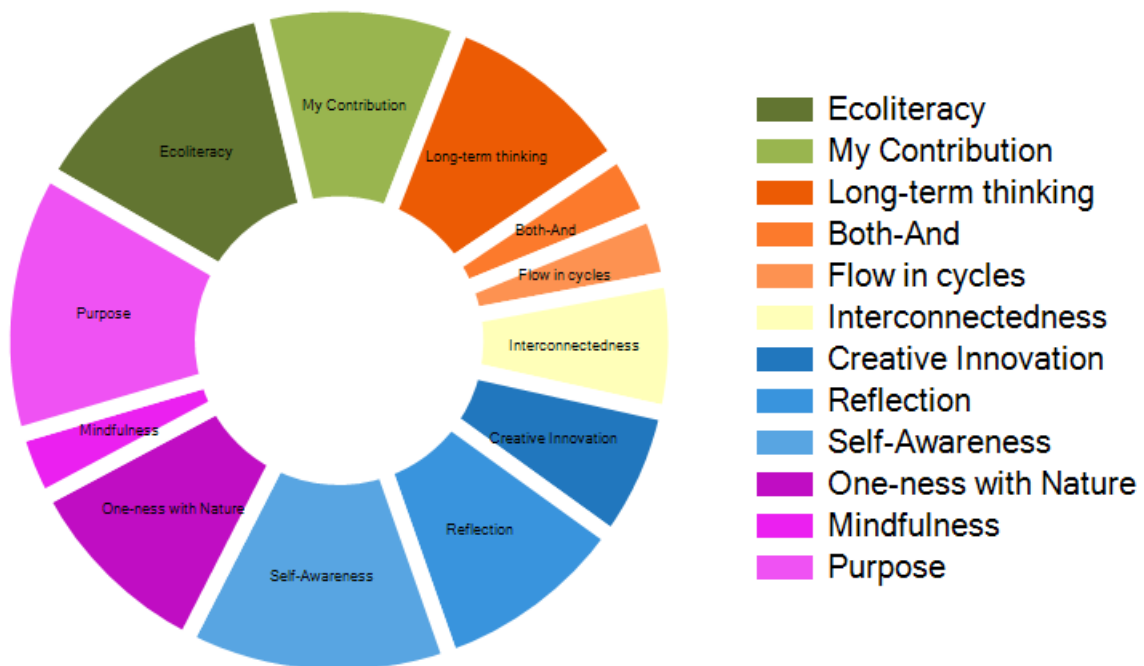 My Contribution
Ecoliteracy
Long-term thinking
Both-And
Flow in cycles
Purpose
Interconnectedness
Mindfulness
Creative Innovation
One-ness with Nature
Reflection
Self-Awareness
Ecoliteracy
My Contribution
Long-term thinking
Both-And
Flow in cycles
Interconnectedness
Creative Innovation
Reflection
Self-Awareness
One-ness with Nature
Mindfulness
Purpose